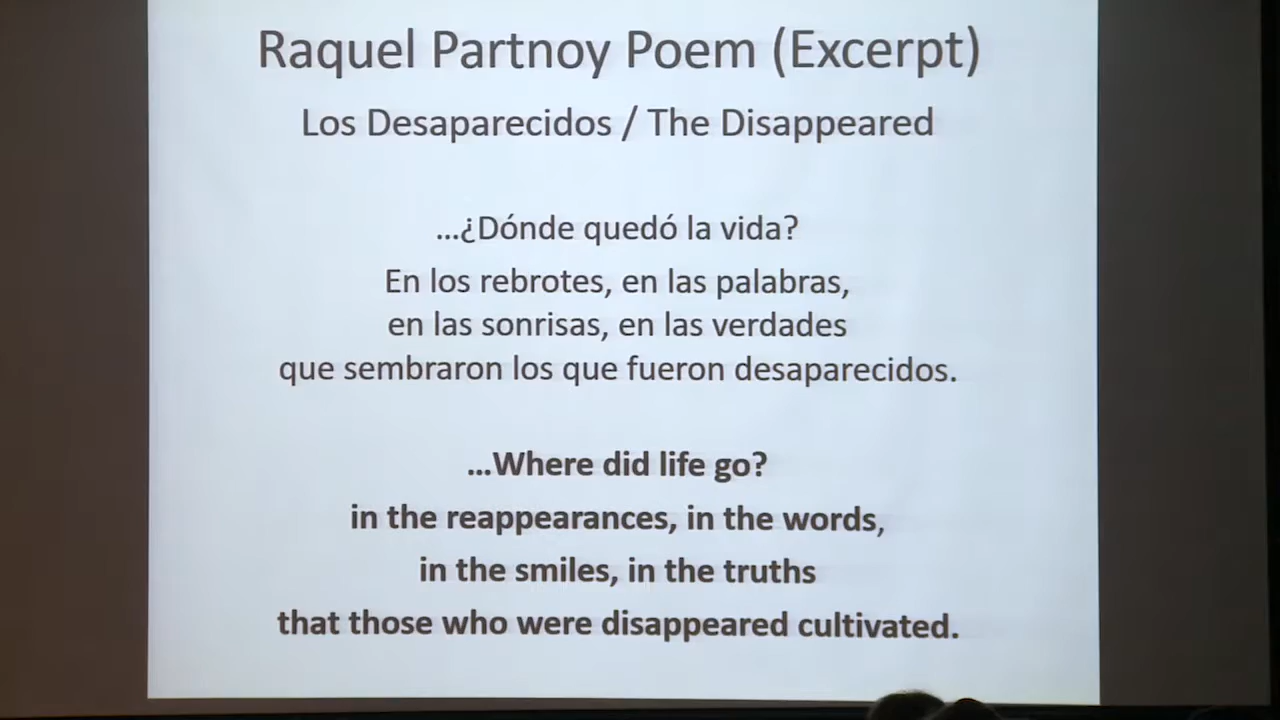 Raquel Partnoy Poem (Excerpt)
Los Desaparecidos / The Disappeared
...¿Dónde quedó la vida?
En los rebrotes, en las palabras,
en las sonrisas, en las verdades
que sembraron los que fueron desaparecidos.
...Where did life go?
in the reappearances, in the words,
in the smiles, in the truths
that those who were disappeared cultivated.